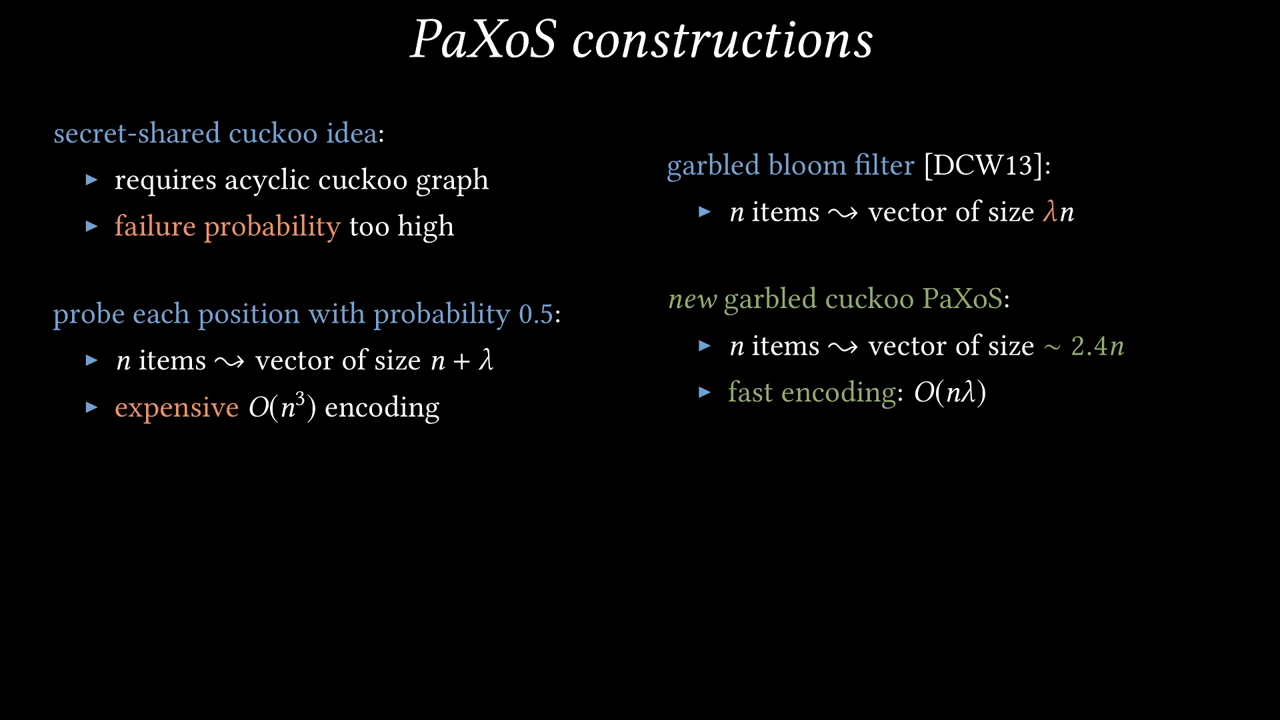 PaXoS constructions
secret-shared cuckoo idea:
▶ requires acyclic cuckoo graph
▶ failure probability too high
probe each position with probability 0.5:
▶ n items ⤳ vector of size n + λ
▶ expensive O(n³) encoding
garbled bloom filter [DCW13]:
▶ n items ⤳ vector of size λn
new garbled cuckoo PaXoS:
▶ n items ⤳ vector of size ∼ 2.4n
▶ fast encoding: O(nλ)